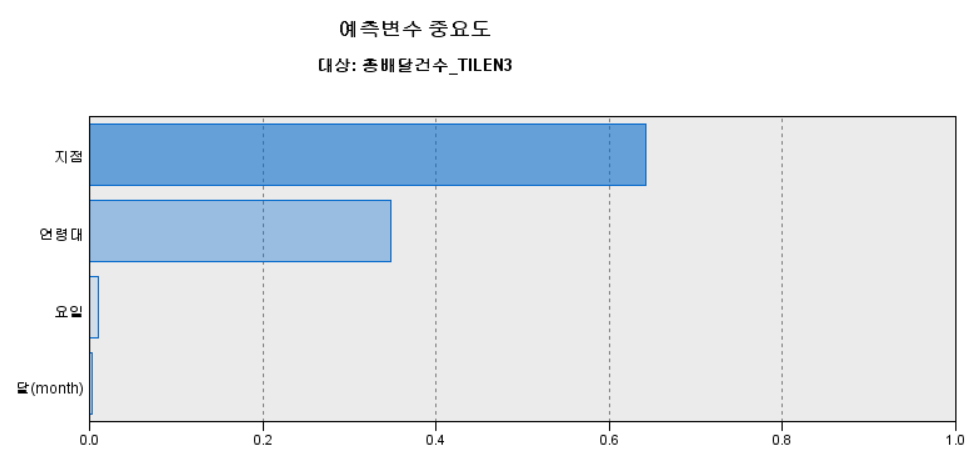 예측변수 중요도
대상: 총배달건수_TILEN3
지점
연령대
요일
달(month)
0.0 0.2 0.4 0.6 0.8 1.0